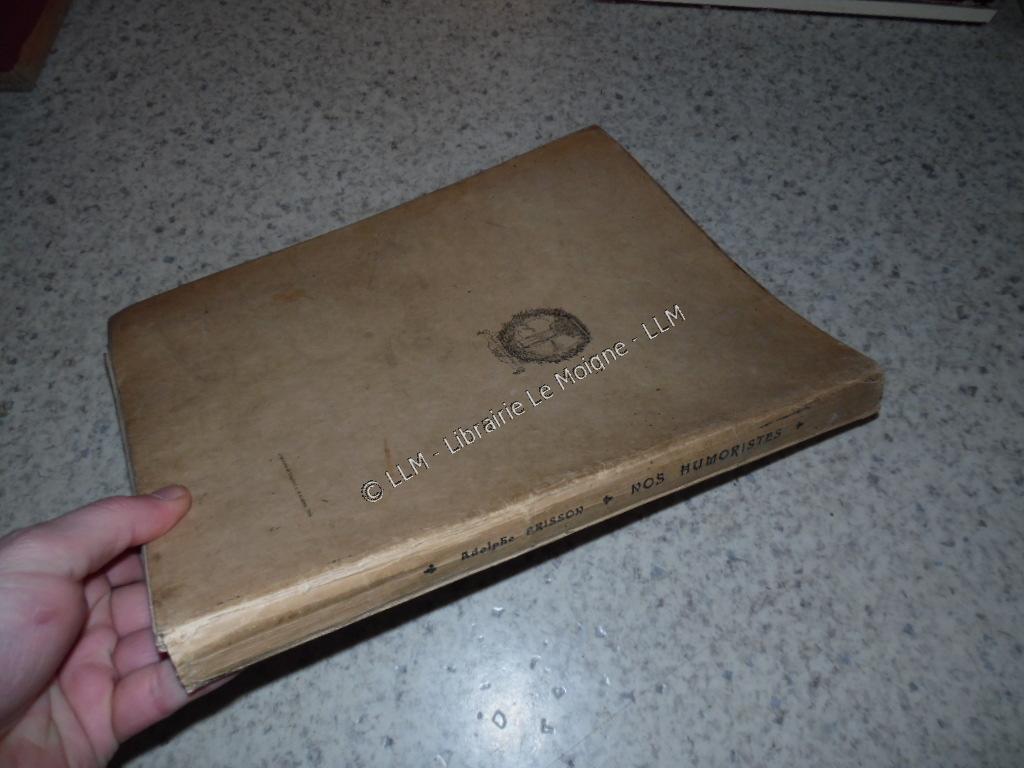 © LLM - Librairie Le Moigne - LLM
Adolphe BRISSON ✤ NOS HUMORISTES